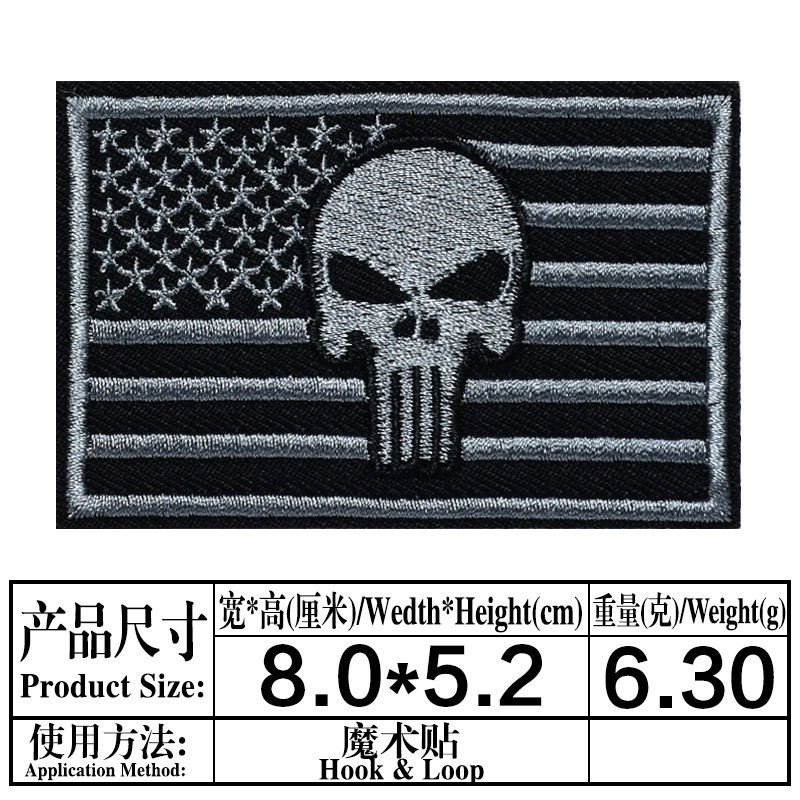 产品尺寸
Product Size:
宽*高(厘米)/Wedth*Height(cm)
重量(克)/Weight(g)
8.0*5.2
6.30
使用方法:
Application Method:
魔术贴
Hook & Loop